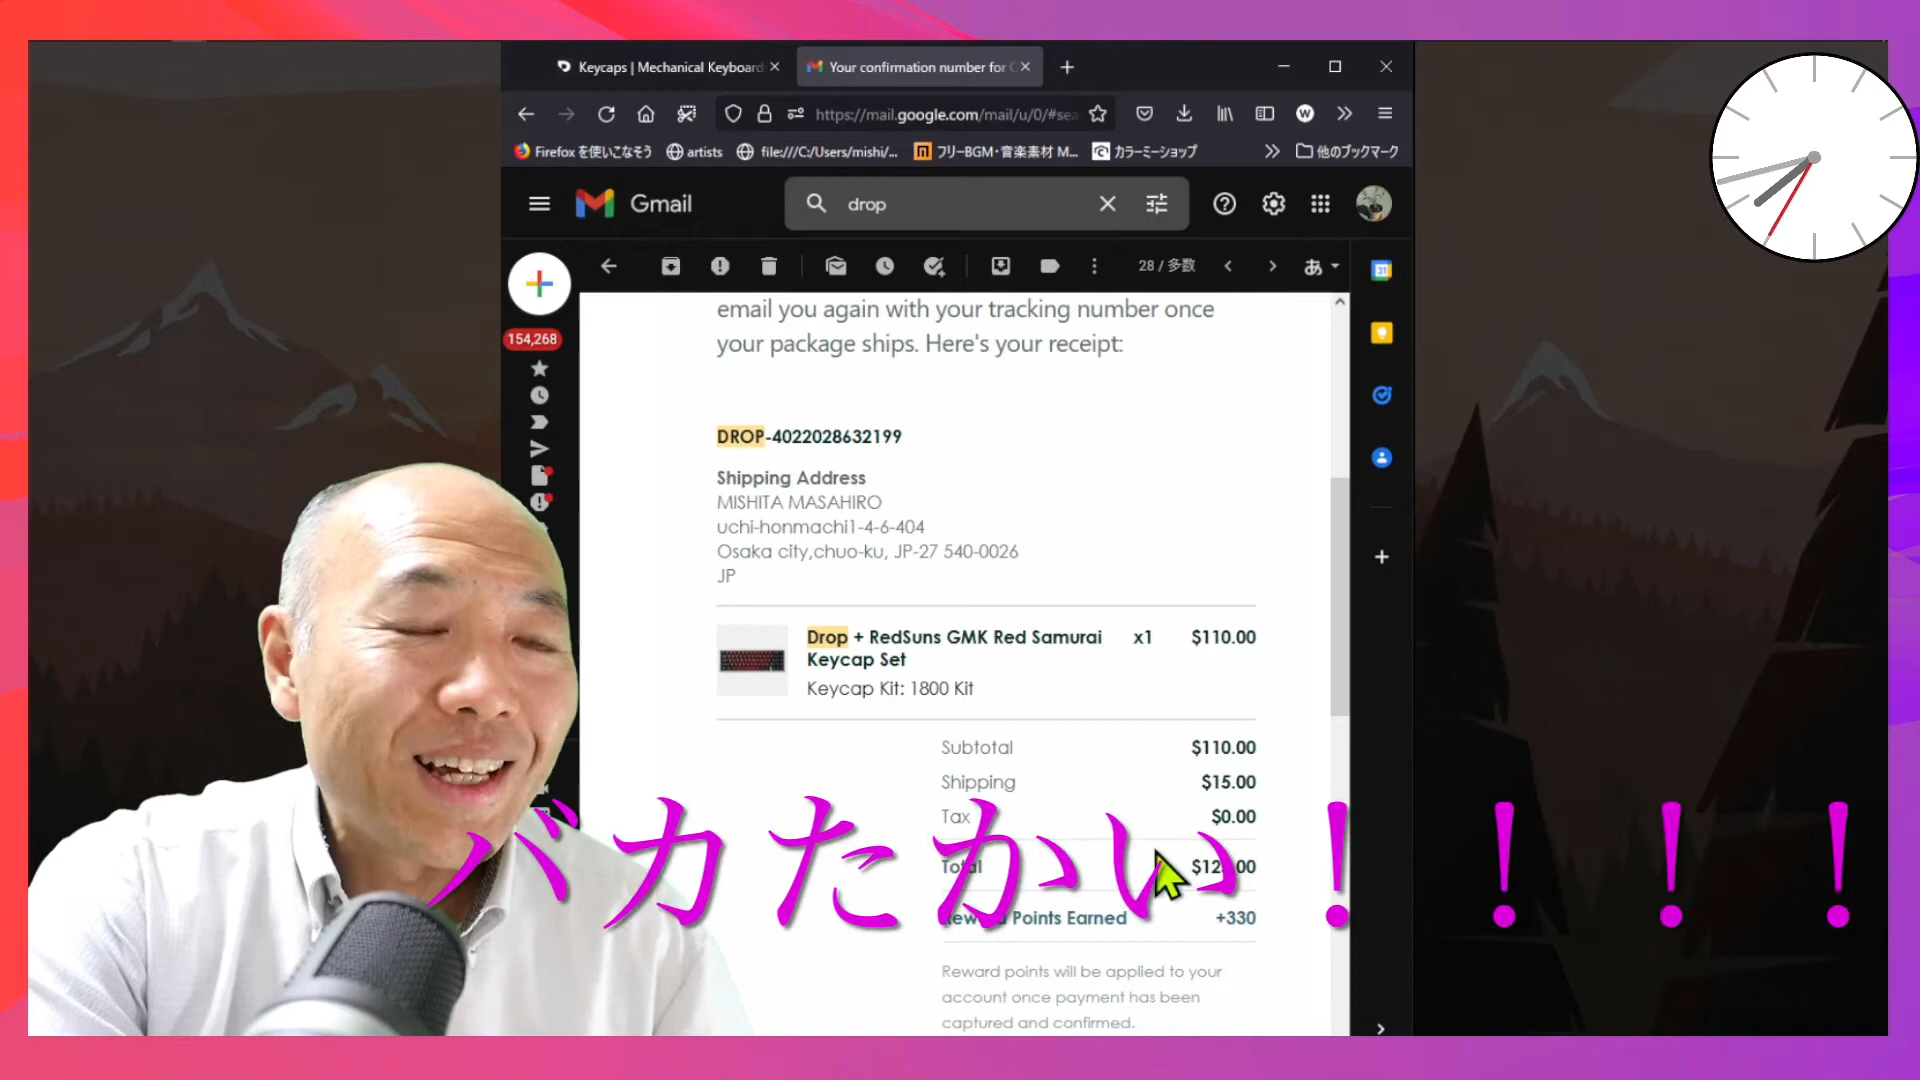 Keycaps | Mechanical Keyboard
Your confirmation number for
https://mail.google.com/mail/u/0/#sea
Firefox を使いこなそう
artists
file:///C:/Users/mishi/...
フリーBGM・音楽素材 M...
カラーミーショップ
他のブックマーク
Gmail
drop
28 / 多数
あ
154,268
email you again with your tracking number once
your package ships. Here's your receipt:
DROP-4022028632199
Shipping Address
MISHITA MASAHIRO
uchi-honmachi1-4-6-404
Osaka city,chuo-ku, JP-27 540-0026
JP
Drop + RedSuns GMK Red Samurai x1 $110.00
Keycap Set
Keycap Kit: 1800 Kit
Subtotal $110.00
Shipping $15.00
Tax $0.00
Total
Points Earned +330
バカたかい！！！！
Reward points will be applied to your
account once payment has been
captured and confirmed.